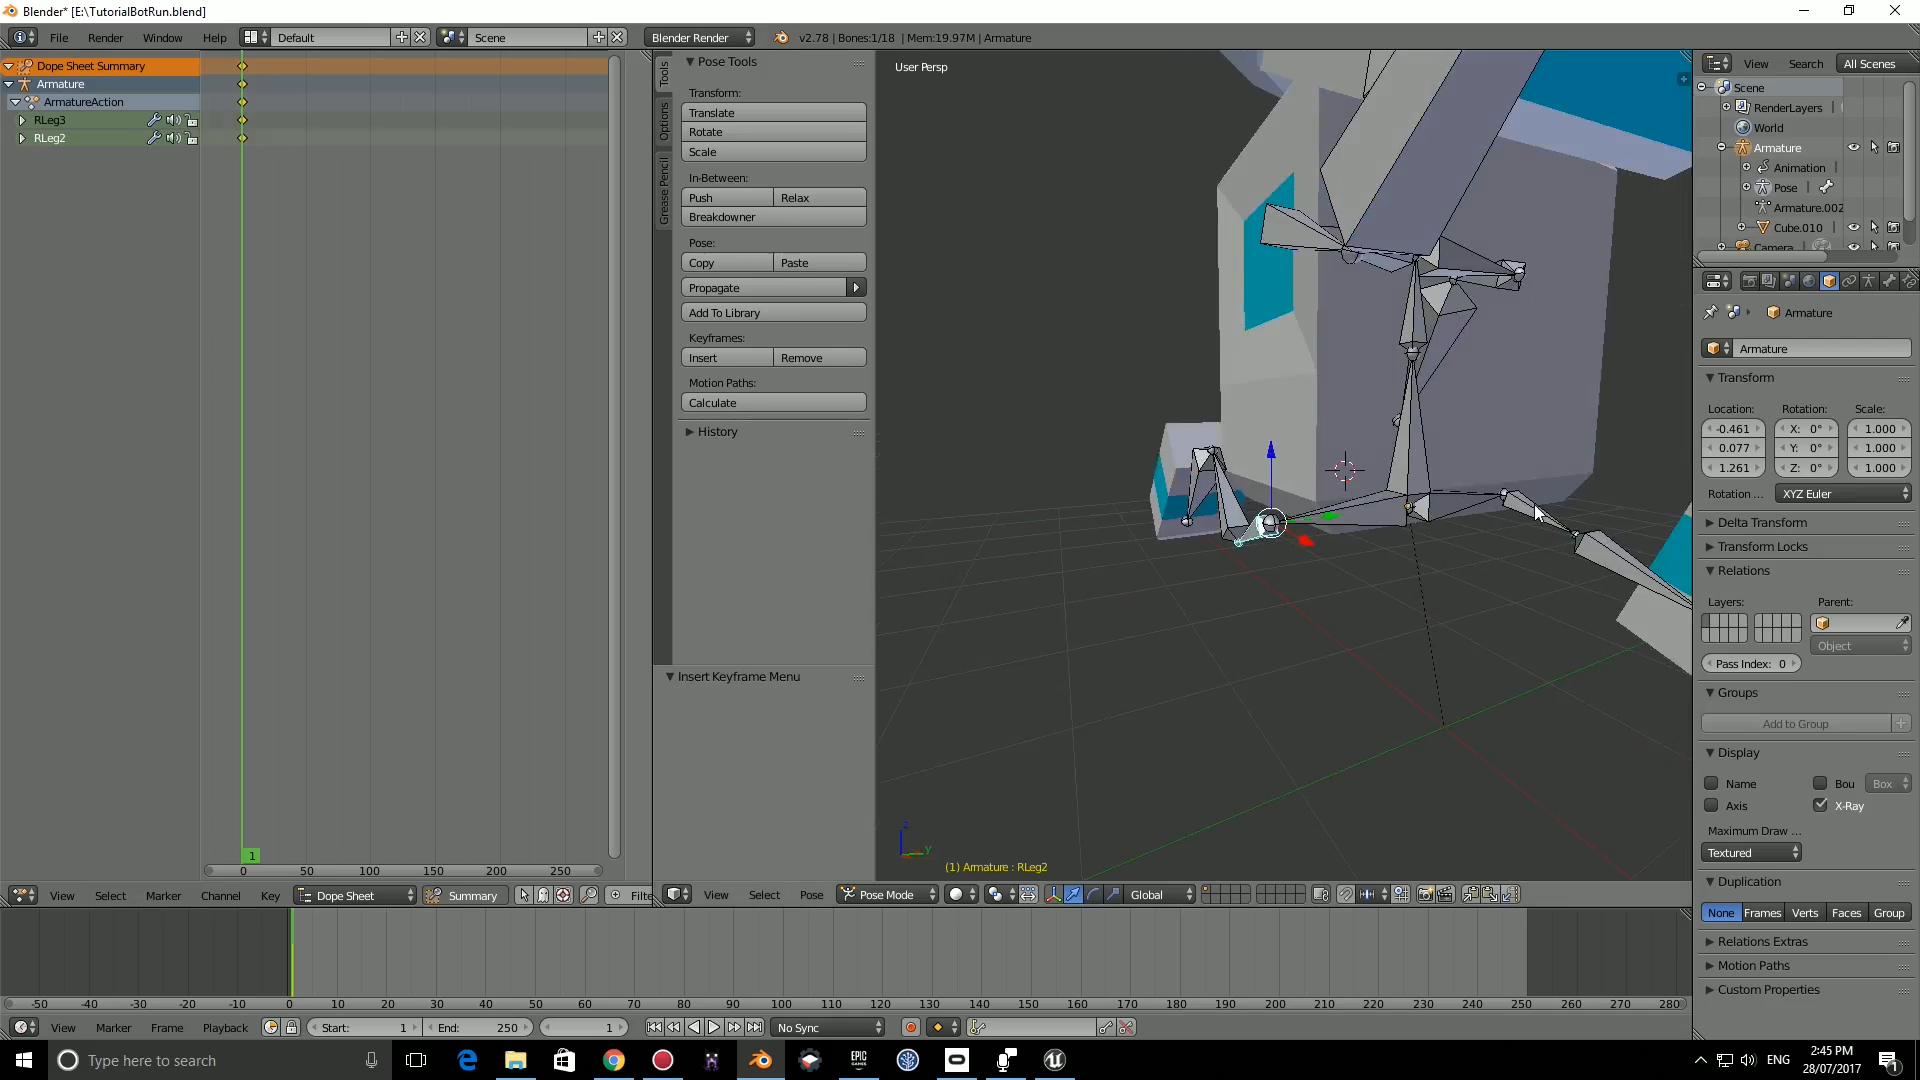 Blender* [E:\TutorialBotRun.blend]
File Render Window Help Default Scene Blender Render v2.78 | Bones:1/18 | Mem:19.97M | Armature
Dope Sheet Summary
Armature
ArmatureAction
RLeg3
RLeg2
0 50 100 150 200 250
1
View Select Marker Channel Key Dope Sheet Summary Filte
Tools
Options
Grease Pencil
Pose Tools
Transform:
Translate
Rotate
Scale
In-Between:
Push Relax
Breakdowner
Pose:
Copy Paste
Propagate
Add To Library
Keyframes:
Insert Remove
Motion Paths:
Calculate
History
Insert Keyframe Menu
User Persp
z
y
(1) Armature : RLeg2
View Select Pose Pose Mode Global
View Search All Scenes
Scene
RenderLayers
World
Armature
Animation
Pose
Armature.002
Cube.010
Camera
Armature
Armature
Transform
Location: Rotation: Scale:
-0.461 X: 0° 1.000
0.077 Y: 0° 1.000
1.261 Z: 0° 1.000
Rotation ... XYZ Euler
Delta Transform
Transform Locks
Relations
Layers: Parent:
Object
Pass Index: 0
Groups
Add to Group
Display
Name Bou Box
Axis X-Ray
Maximum Draw ...
Textured
Duplication
None Frames Verts Faces Group
Relations Extras
Motion Paths
Custom Properties
-50 -40 -30 -20 -10 0 10 20 30 40 50 60 70 80 90 100 110 120 130 140 150 160 170 180 190 200 210 220 230 240 250 260 270 280
View Marker Frame Playback Start: 1 End: 250 1 No Sync
Type here to search
EPIC GAMES
ENG
2:45 PM
28/07/2017
1